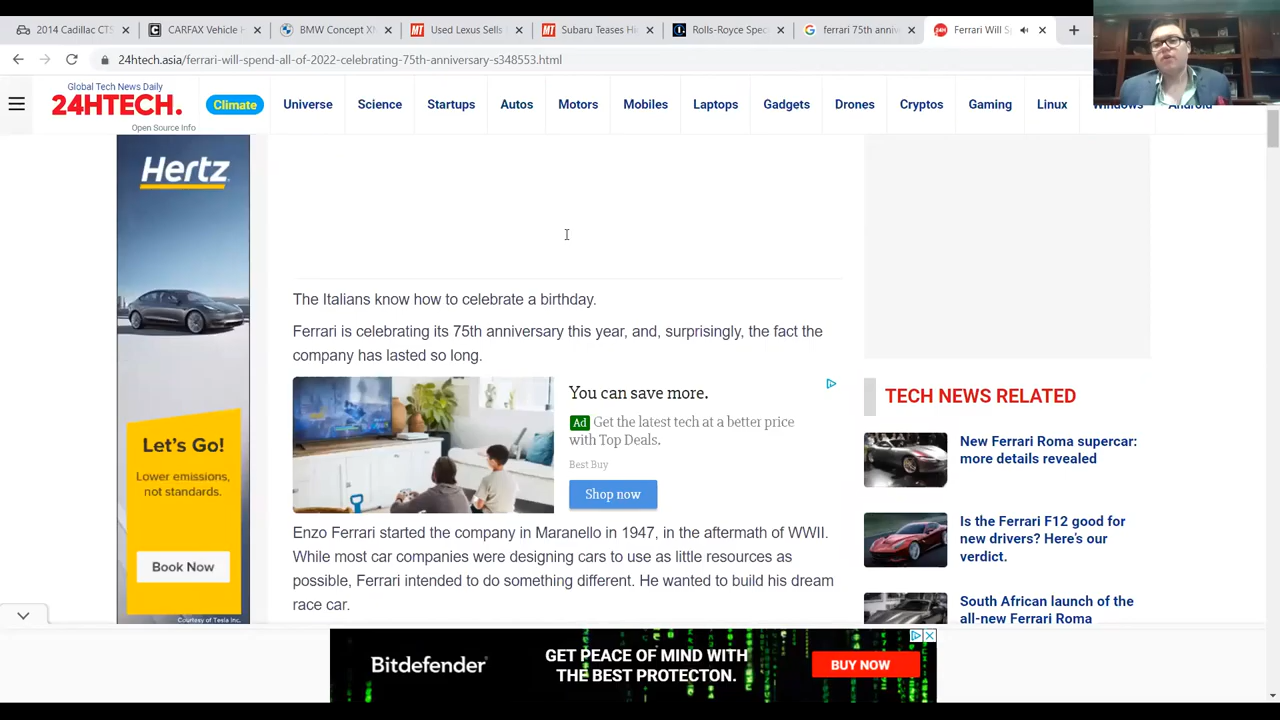 2014 Cadillac CTS
CARFAX Vehicle
BMW Concept X
Used Lexus Sells
Subaru Teases Hi
Rolls-Royce Spec
ferrari 75th anni
Ferrari Will S
24htech.asia/ferrari-will-spend-all-of-2022-celebrating-75th-anniversary-s348553.html
Global Tech News Daily
24HTECH.
Open Source Info
Climate
Universe
Science
Startups
Autos
Motors
Mobiles
Laptops
Gadgets
Drones
Cryptos
Gaming
Linux
Windows
Android
Hertz
Let's Go!
Lower emissions,
not standards.
Book Now
Courtesy of Tesla Inc.
The Italians know how to celebrate a birthday.
Ferrari is celebrating its 75th anniversary this year, and, surprisingly, the fact the
company has lasted so long.
You can save more.
Ad Get the latest tech at a better price
with Top Deals.
Best Buy
Shop now
Enzo Ferrari started the company in Maranello in 1947, in the aftermath of WWII.
While most car companies were designing cars to use as little resources as
possible, Ferrari intended to do something different. He wanted to build his dream
race car.
TECH NEWS RELATED
New Ferrari Roma supercar:
more details revealed
Is the Ferrari F12 good for
new drivers? Here's our
verdict.
South African launch of the
all-new Ferrari Roma
Bitdefender
GET PEACE OF MIND WITH
THE BEST PROTECTON.
BUY NOW